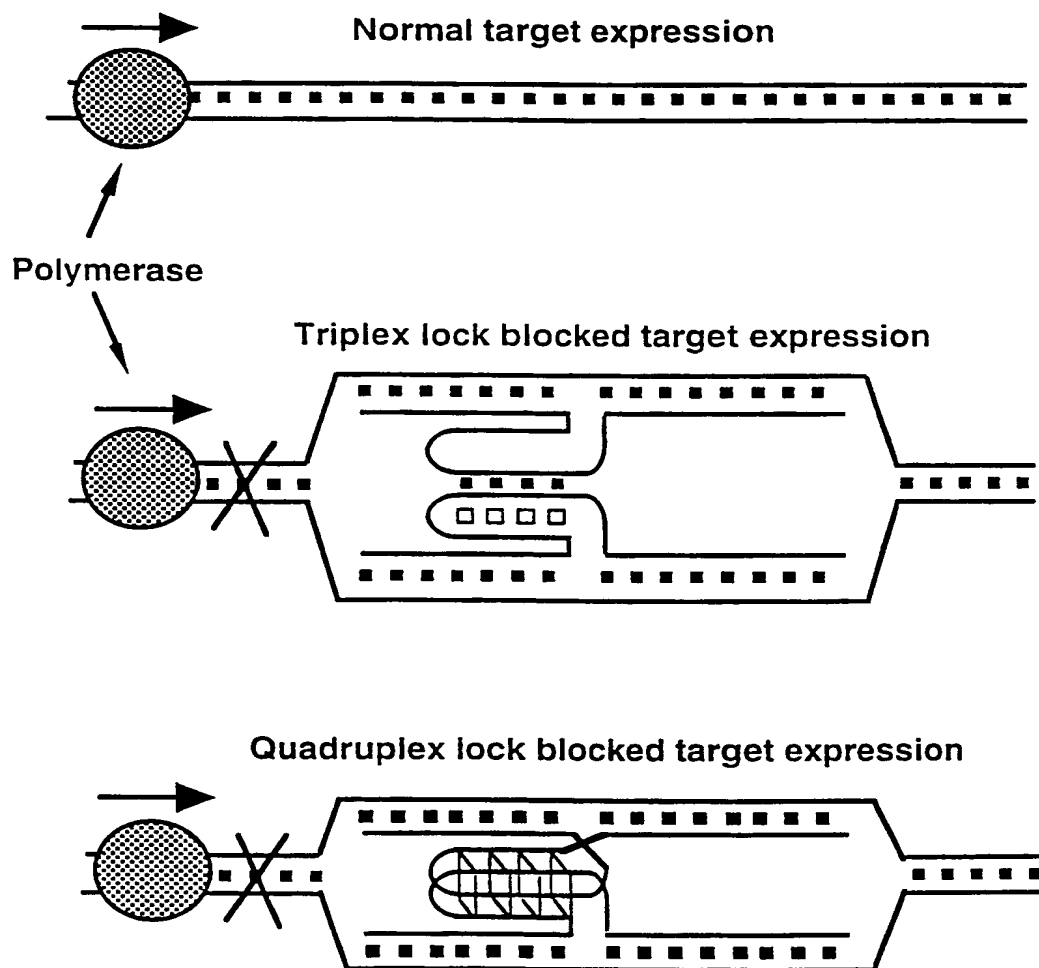 Normal target expression
Polymerase
Triplex lock blocked target expression
Quadruplex lock blocked target expression